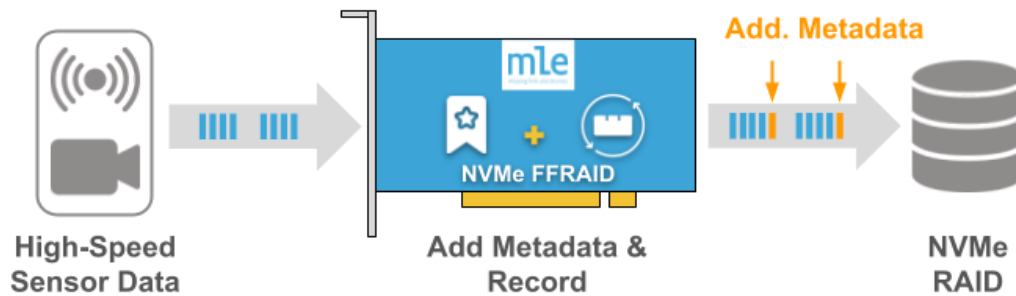 Add. Metadata
mle
NVMe FFRAID
High-Speed
Sensor Data
Add Metadata &
Record
NVMe
RAID